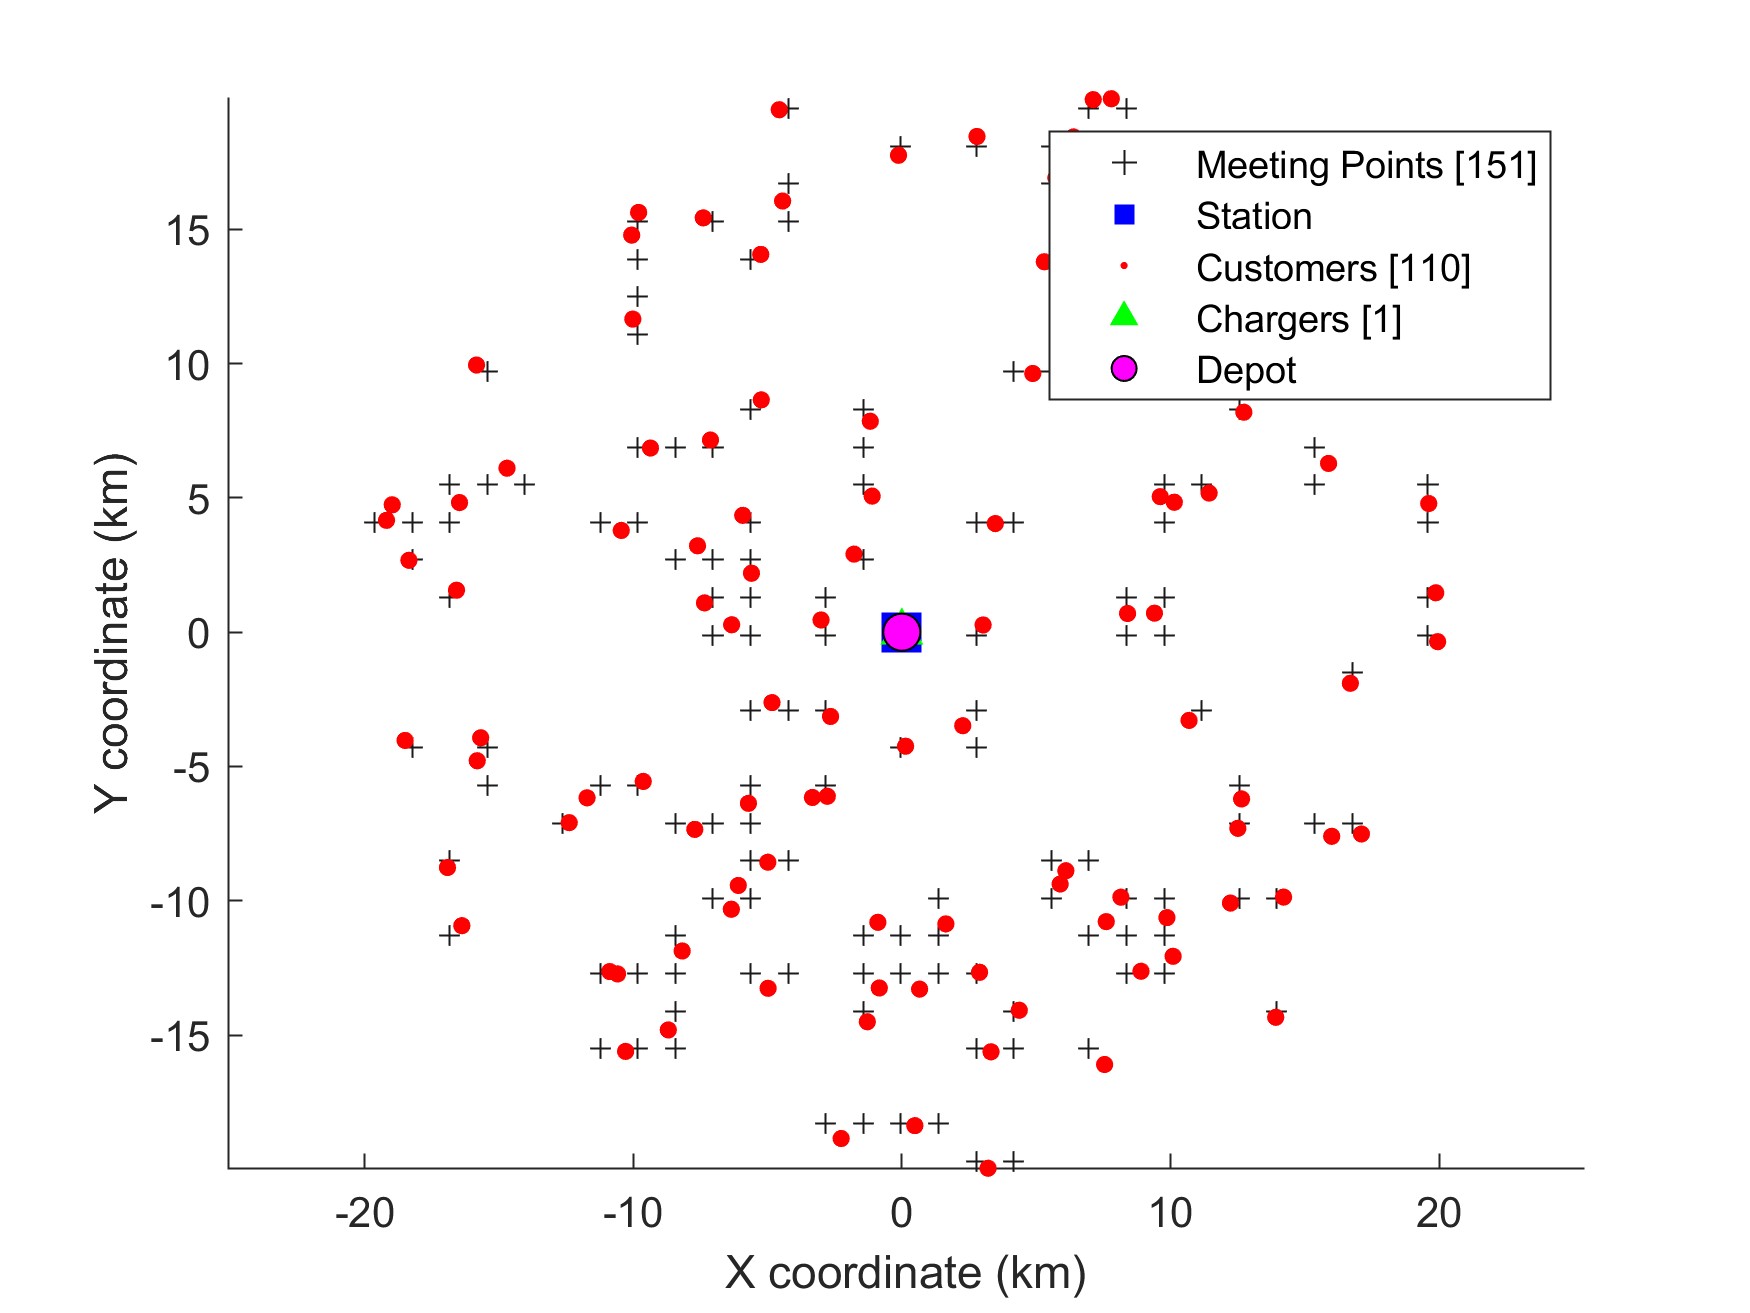 Meeting Points [151]
Station
Customers [110]
Chargers [1]
Depot
15
10
5
0
-5
-10
-15
Y coordinate (km)
-20
-10
0
10
20
X coordinate (km)